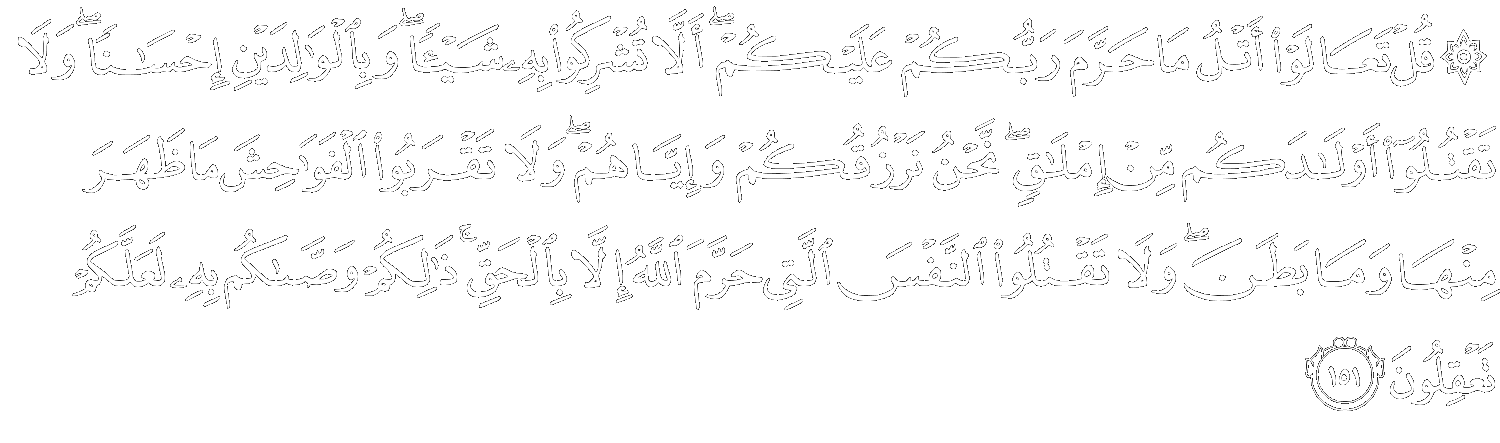 ۞ قُلْ تَعَالَوْا۟ أَتْلُ مَا حَرَّمَ رَبُّكُمْ عَلَيْكُمْ ۖ أَلَّا تُشْرِكُوا۟ بِهِۦ شَيْـًٔا ۖ وَبِٱلْوَٰلِدَيْنِ إِحْسَـٰنًا ۖ وَلَا
تَقْتُلُوٓا۟ أَوْلَـٰدَكُم مِّنْ إِمْلَـٰقٍ ۖ نَّحْنُ نَرْزُقُكُمْ وَإِيَّاهُمْ ۖ وَلَا تَقْرَبُوا۟ ٱلْفَوَٰحِشَ مَا ظَهَرَ
مِنْهَا وَمَا بَطَنَ ۖ وَلَا تَقْتُلُوا۟ ٱلنَّفْسَ ٱلَّتِى حَرَّمَ ٱللَّهُ إِلَّا بِٱلْحَقِّ ۚ ذَٰلِكُمْ وَصَّىٰكُم بِهِۦ لَعَلَّكُمْ
تَعْقِلُونَ ١٥١